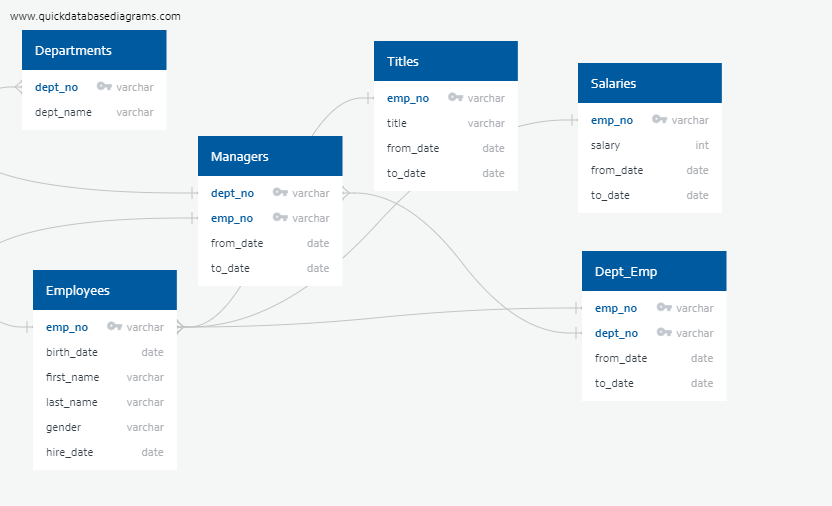 www.quickdatabasediagrams.com
Departments
dept_no varchar
dept_name varchar
Titles
emp_no varchar
title varchar
from_date date
to_date date
Salaries
emp_no varchar
salary int
from_date date
to_date date
Managers
dept_no varchar
emp_no varchar
from_date date
to_date date
Employees
emp_no varchar
birth_date date
first_name varchar
last_name varchar
gender varchar
hire_date date
Dept_Emp
emp_no varchar
dept_no varchar
from_date date
to_date date